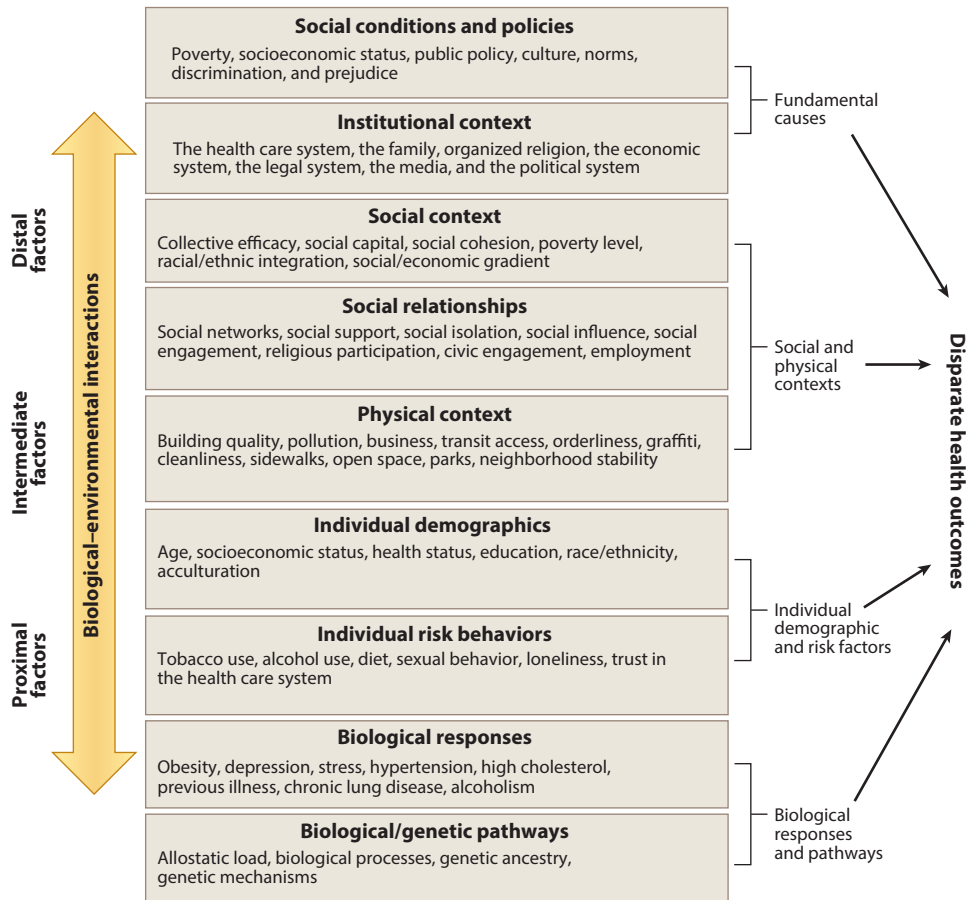 Social conditions and policies
Poverty, socioeconomic status, public policy, culture, norms,
discrimination, and prejudice
Institutional context
The health care system, the family, organized religion, the economic
system, the legal system, the media, and the political system
Social context
Collective efficacy, social capital, social cohesion, poverty level,
racial/ethnic integration, social/economic gradient
Social relationships
Social networks, social support, social isolation, social influence, social
engagement, religious participation, civic engagement, employment
Physical context
Building quality, pollution, business, transit access, orderliness, graffiti,
cleanliness, sidewalks, open space, parks, neighborhood stability
Individual demographics
Age, socioeconomic status, health status, education, race/ethnicity,
acculturation
Individual risk behaviors
Tobacco use, alcohol use, diet, sexual behavior, loneliness, trust in
the health care system
Biological responses
Obesity, depression, stress, hypertension, high cholesterol,
previous illness, chronic lung disease, alcoholism
Biological/genetic pathways
Allostatic load, biological processes, genetic ancestry,
genetic mechanisms
Distal
factors
Intermediate
factors
Proximal
factors
Biological–environmental interactions
Fundamental
causes
Social and
physical
contexts
Individual
demographic
and risk factors
Biological
responses
and pathways
Disparate health outcomes